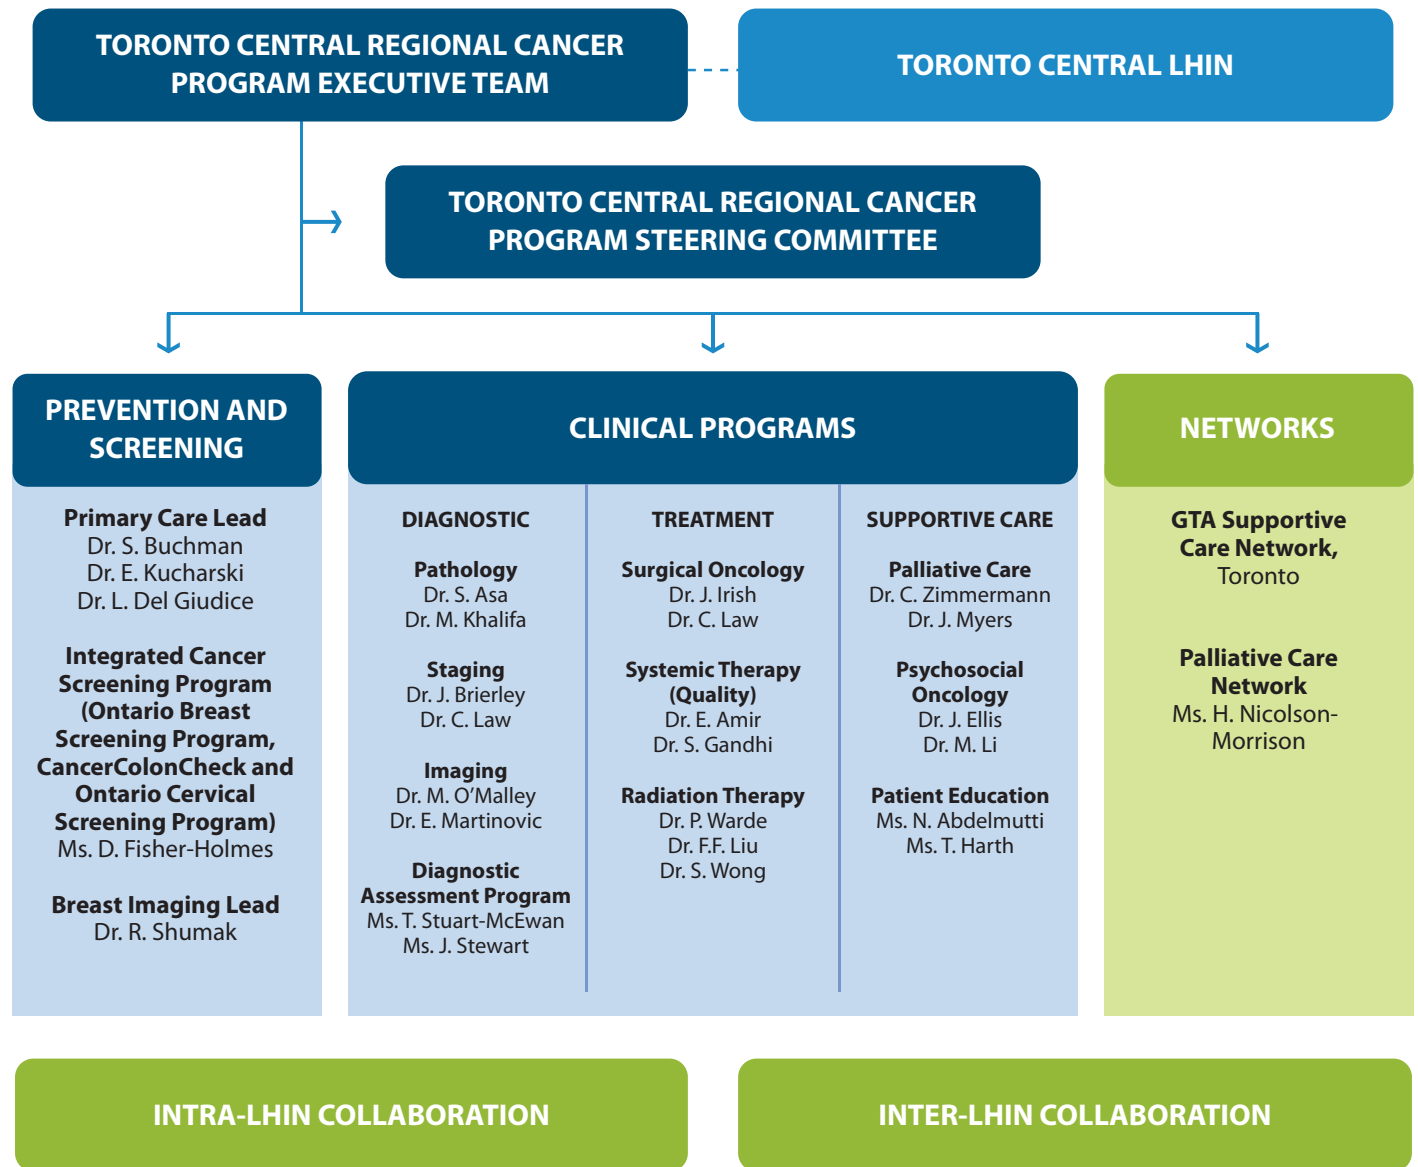 TORONTO CENTRAL REGIONAL CANCER
PROGRAM EXECUTIVE TEAM
TORONTO CENTRAL LHIN
TORONTO CENTRAL REGIONAL CANCER
PROGRAM STEERING COMMITTEE
PREVENTION AND
SCREENING
Primary Care Lead
Dr. S. Buchman
Dr. E. Kucharski
Dr. L. Del Giudice
Integrated Cancer
Screening Program
(Ontario Breast
Screening Program,
CancerColonCheck and
Ontario Cervical
Screening Program)
Ms. D. Fisher-Holmes
Breast Imaging Lead
Dr. R. Shumak
CLINICAL PROGRAMS
DIAGNOSTIC
Pathology
Dr. S. Asa
Dr. M. Khalifa
Staging
Dr. J. Brierley
Dr. C. Law
Imaging
Dr. M. O’Malley
Dr. E. Martinovic
Diagnostic
Assessment Program
Ms. T. Stuart-McEwan
Ms. J. Stewart
TREATMENT
Surgical Oncology
Dr. J. Irish
Dr. C. Law
Systemic Therapy
(Quality)
Dr. E. Amir
Dr. S. Gandhi
Radiation Therapy
Dr. P. Warde
Dr. F.F. Liu
Dr. S. Wong
SUPPORTIVE CARE
Palliative Care
Dr. C. Zimmermann
Dr. J. Myers
Psychosocial
Oncology
Dr. J. Ellis
Dr. M. Li
Patient Education
Ms. N. Abdelmutti
Ms. T. Harth
NETWORKS
GTA Supportive
Care Network,
Toronto
Palliative Care
Network
Ms. H. Nicolson-
Morrison
INTRA-LHIN COLLABORATION
INTER-LHIN COLLABORATION